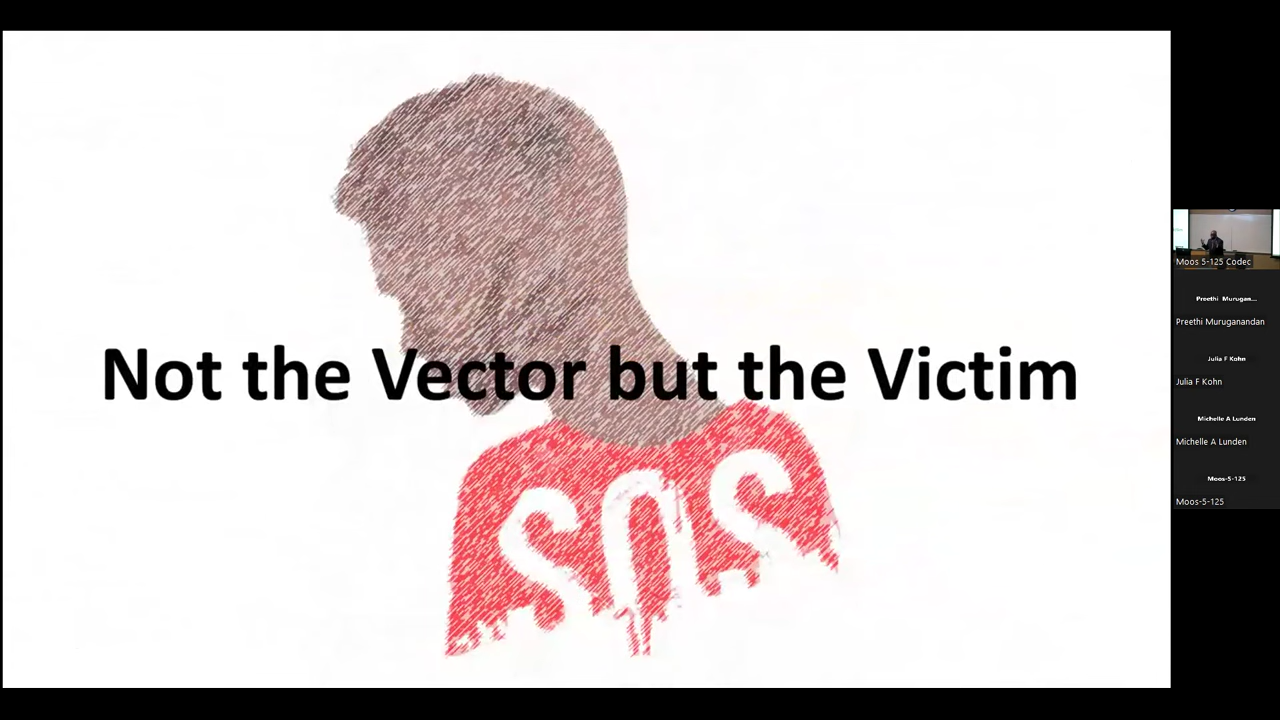 Not the Vector but the Victim
SOS
Moos 5-125 Codec
Preethi Murugan...
Preethi Muruganandan
Julia F Kohn
Julia F Kohn
Michelle A Lunden
Michelle A Lunden
Moos-5-125
Moos-5-125